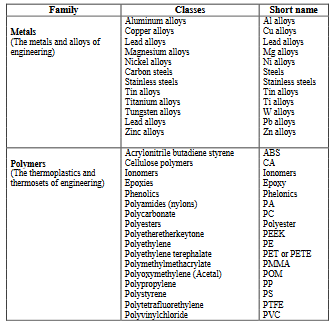 Family Classes Short name
Metals
(The metals and alloys of
engineering)
Aluminum alloys Al alloys
Copper alloys Cu alloys
Lead alloys Lead alloys
Magnesium alloys Mg alloys
Nickel alloys Ni alloys
Carbon steels Steels
Stainless steels Stainless steels
Tin alloys Tin alloys
Titanium alloys Ti alloys
Tungsten alloys W alloys
Lead alloys Pb alloys
Zinc alloys Zn alloys
Polymers
(The thermoplastics and
thermosets of engineering)
Acrylonitrile butadiene styrene ABS
Cellulose polymers CA
Ionomers Ionomers
Epoxies Epoxy
Phenolics Phelonics
Polyamides (nylons) PA
Polycarbonate PC
Polyesters Polyester
Polyetheretherkeytone PEEK
Polyethylene PE
Polyethylene terephalate PET or PETE
Polymethylmethacrylate PMMA
Polyoxymethylene (Acetal) POM
Polypropylene PP
Polystyrene PS
Polytetrafluorethylene PTFE
Polyvinylchloride PVC